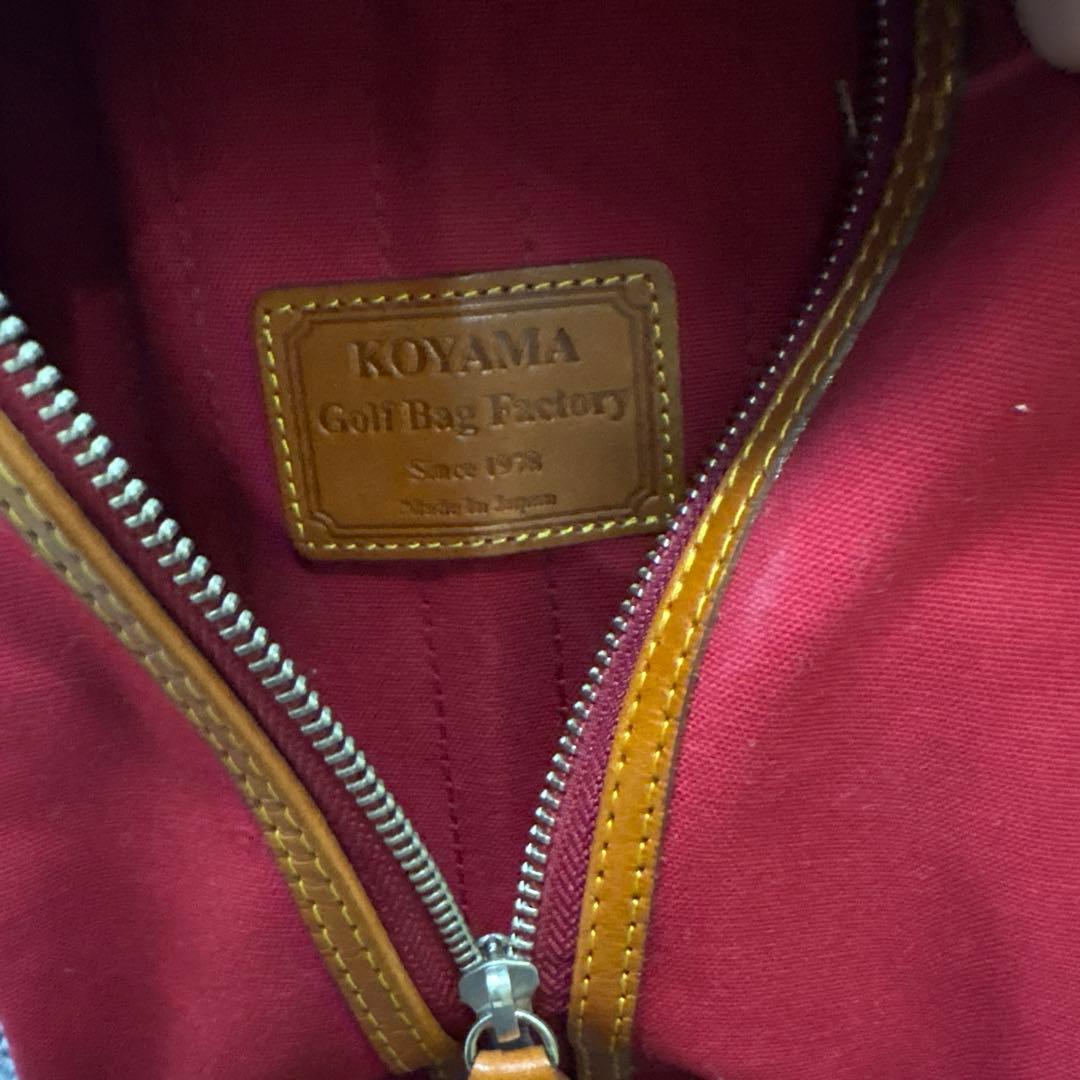 KOYAMA
Golf Bag Factory
Since 1978
Made in Japan